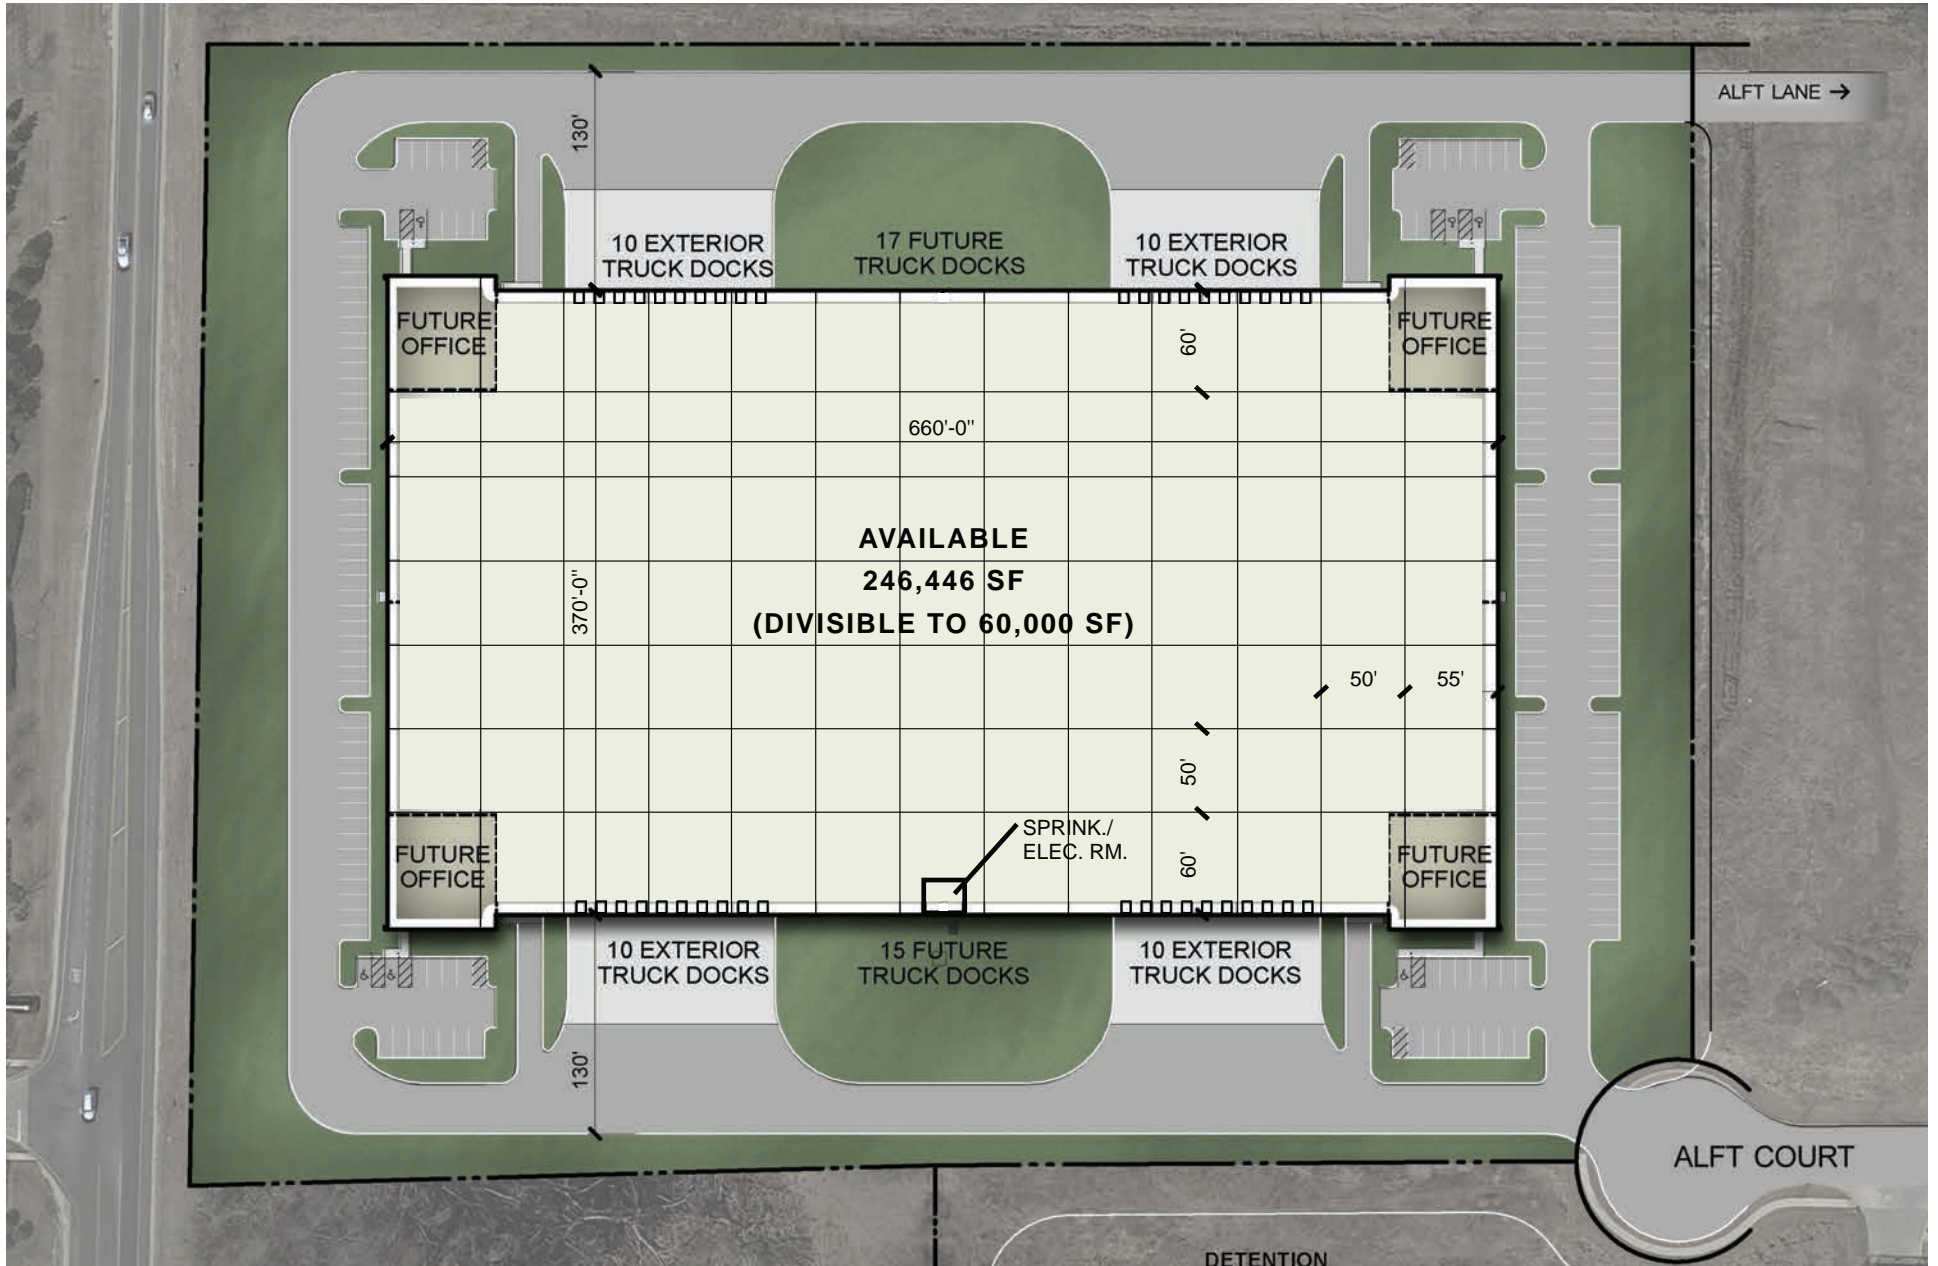 ALFT LANE →
130'
10 EXTERIOR
TRUCK DOCKS
17 FUTURE
TRUCK DOCKS
10 EXTERIOR
TRUCK DOCKS
FUTURE
OFFICE
60'
FUTURE
OFFICE
660'-0"
AVAILABLE
246,446 SF
(DIVISIBLE TO 60,000 SF)
370'-0"
50'
55'
50'
SPRINK./
ELEC. RM.
60'
FUTURE
OFFICE
FUTURE
OFFICE
10 EXTERIOR
TRUCK DOCKS
15 FUTURE
TRUCK DOCKS
10 EXTERIOR
TRUCK DOCKS
130'
ALFT COURT
DETENTION